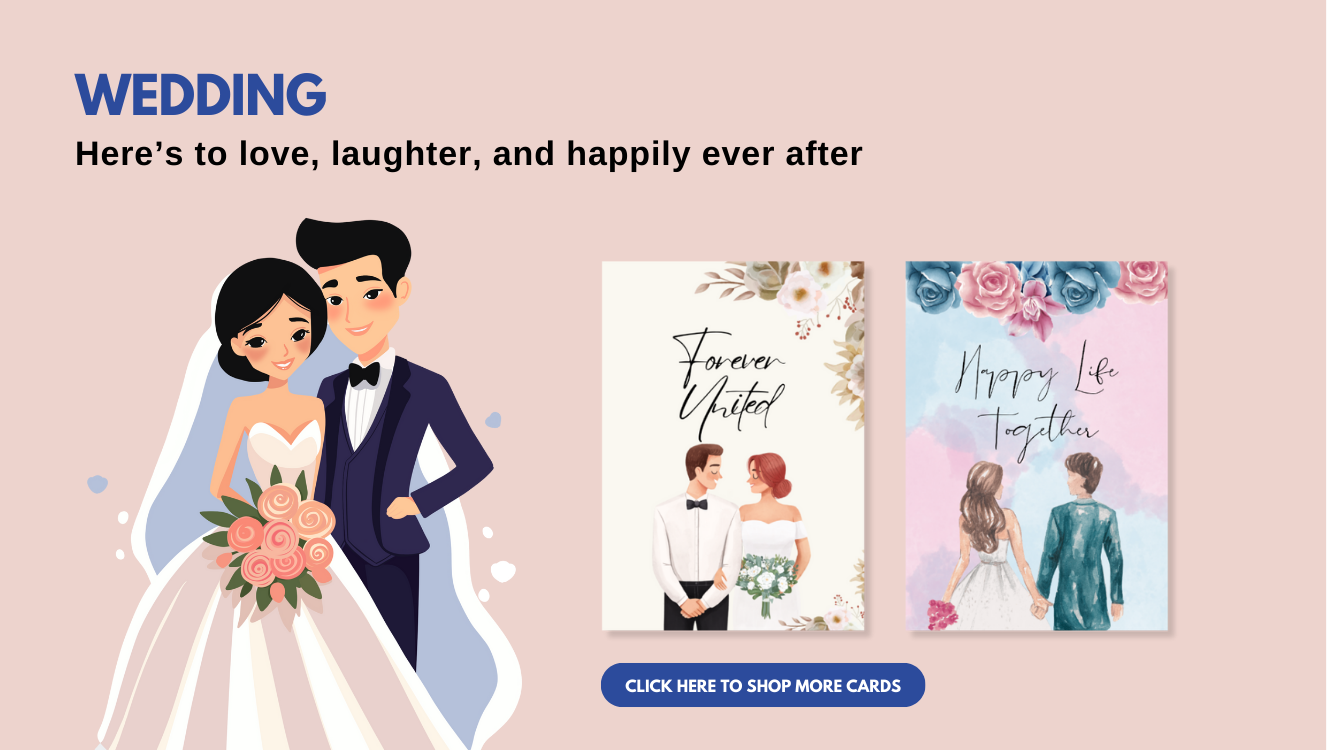 WEDDING
Here’s to love, laughter, and happily ever after
Forever
United
Happy Life
Together
CLICK HERE TO SHOP MORE CARDS